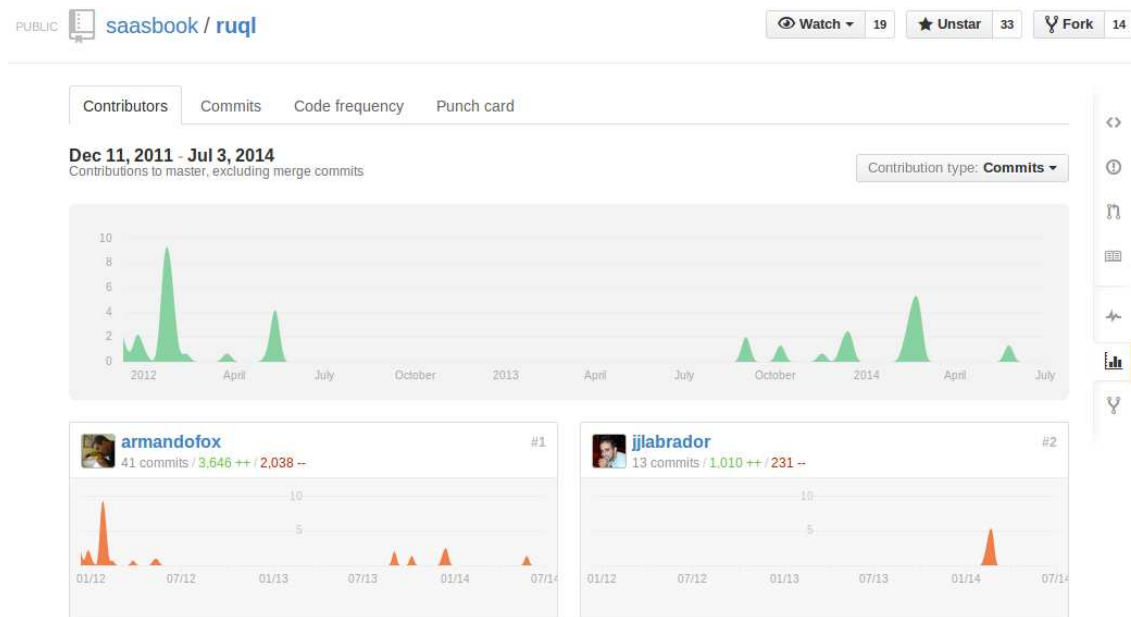 PUBLIC saasbook / ruql Watch 19 Unstar 33 Fork 14
Contributors Commits Code frequency Punch card
Dec 11, 2011 - Jul 3, 2014
Contributions to master, excluding merge commits
Contribution type: Commits
10
8
6
4
2
0
2012 April July October 2013 April July October 2014 April July
armandofox #1
41 commits / 3,646 ++ / 2,038 --
10
5
01/12 07/12 01/13 07/13 01/14 07/14
jjlabrador #2
13 commits / 1,010 ++ / 231 --
10
5
01/12 07/12 01/13 07/13 01/14 07/14